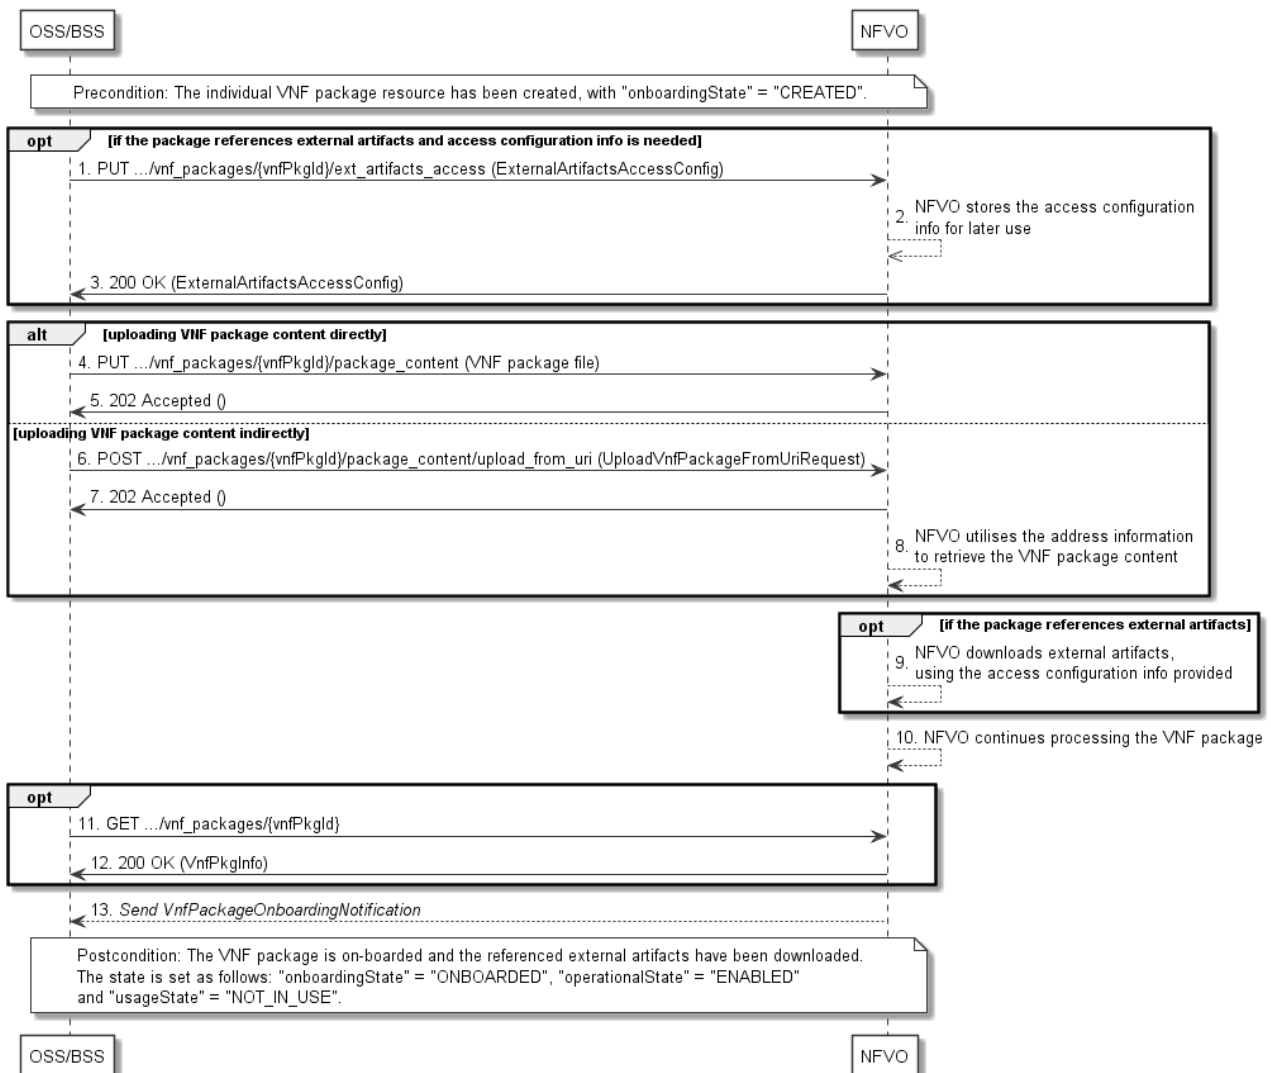 OSS/BSS
NFVO
Precondition: The individual VNF package resource has been created, with "onboardingState" = "CREATED".
opt
[if the package references external artifacts and access configuration info is needed]
1. PUT .../vnf_packages/{vnfPkgId}/ext_artifacts_access (ExternalArtifactsAccessConfig)
2. NFVO stores the access configuration
info for later use
3. 200 OK (ExternalArtifactsAccessConfig)
alt
[uploading VNF package content directly]
4. PUT .../vnf_packages/{vnfPkgId}/package_content (VNF package file)
5. 202 Accepted ()
[uploading VNF package content indirectly]
6. POST .../vnf_packages/{vnfPkgId}/package_content/upload_from_uri (UploadVnfPackageFromUriRequest)
7. 202 Accepted ()
8. NFVO utilises the address information
to retrieve the VNF package content
opt
[if the package references external artifacts]
9. NFVO downloads external artifacts,
using the access configuration info provided
10. NFVO continues processing the VNF package
opt
11. GET .../vnf_packages/{vnfPkgId}
12. 200 OK (VnfPkgInfo)
13. Send VnfPackageOnboardingNotification
Postcondition: The VNF package is on-boarded and the referenced external artifacts have been downloaded.
The state is set as follows: "onboardingState" = "ONBOARDED", "operationalState" = "ENABLED"
and "usageState" = "NOT_IN_USE".
OSS/BSS
NFVO